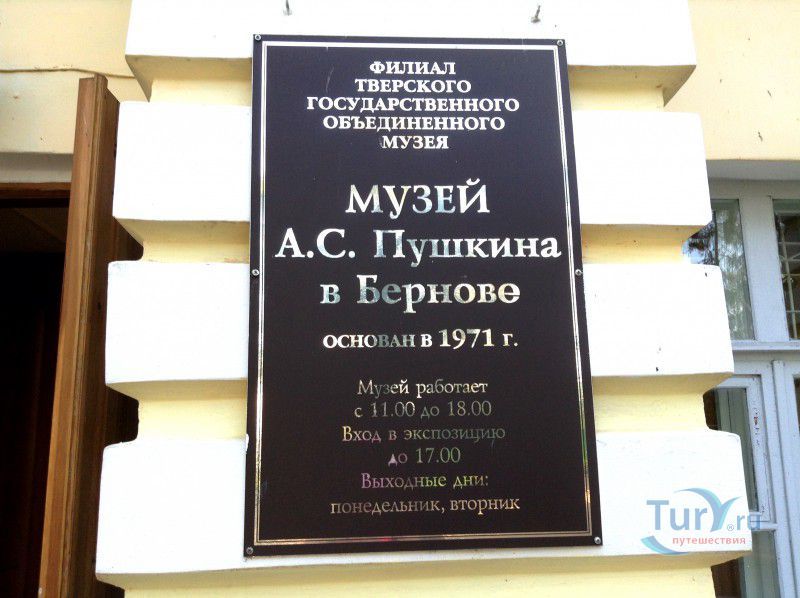 ФИЛИАЛ
ТВЕРСКОГО
ГОСУДАРСТВЕННОГО
ОБЪЕДИНЕННОГО
МУЗЕЯ
МУЗЕЙ
А.С. Пушкина
в Бернове
ОСНОВАН В 1971 г.
Музей работает
с 11.00 до 18.00
Вход в экспозицию
до 17.00
Выходные дни:
понедельник, вторник
Tury.ru
путешествия